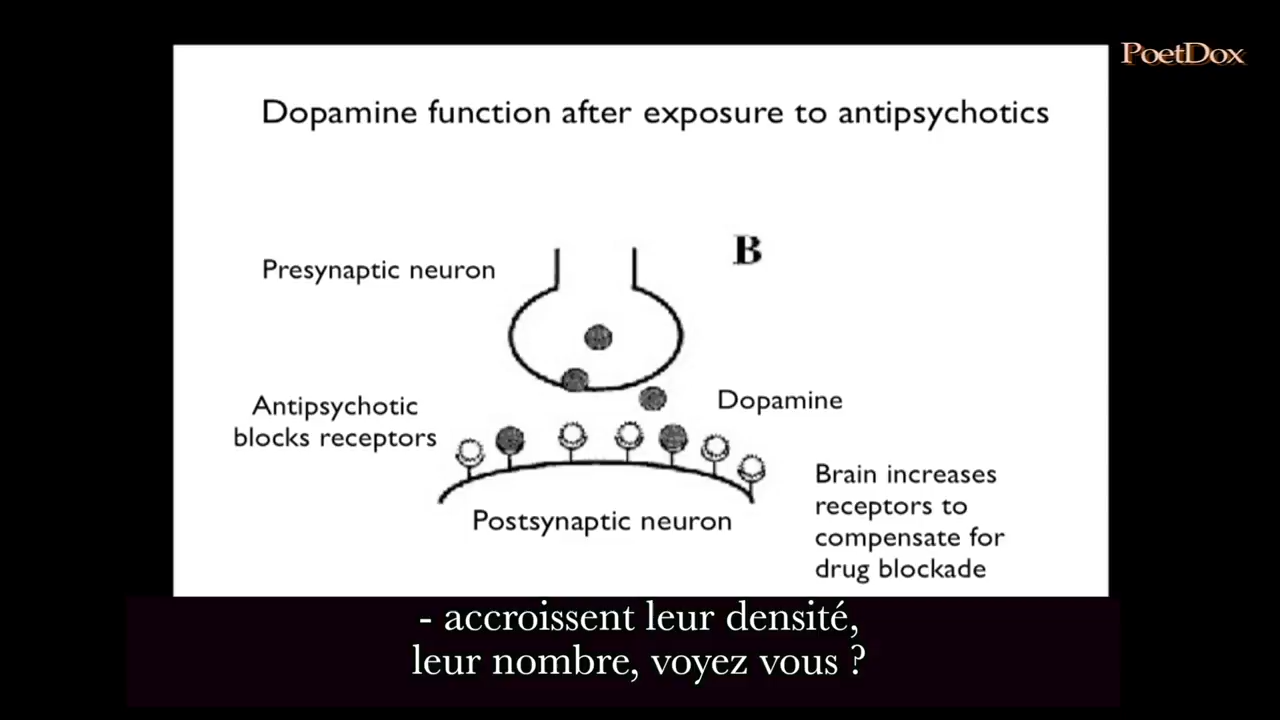 PoetDox
Dopamine function after exposure to antipsychotics
B
Presynaptic neuron
Antipsychotic
blocks receptors
Dopamine
Brain increases
receptors to
compensate for
drug blockade
Postsynaptic neuron
- accroissent leur densité,
leur nombre, voyez vous ?